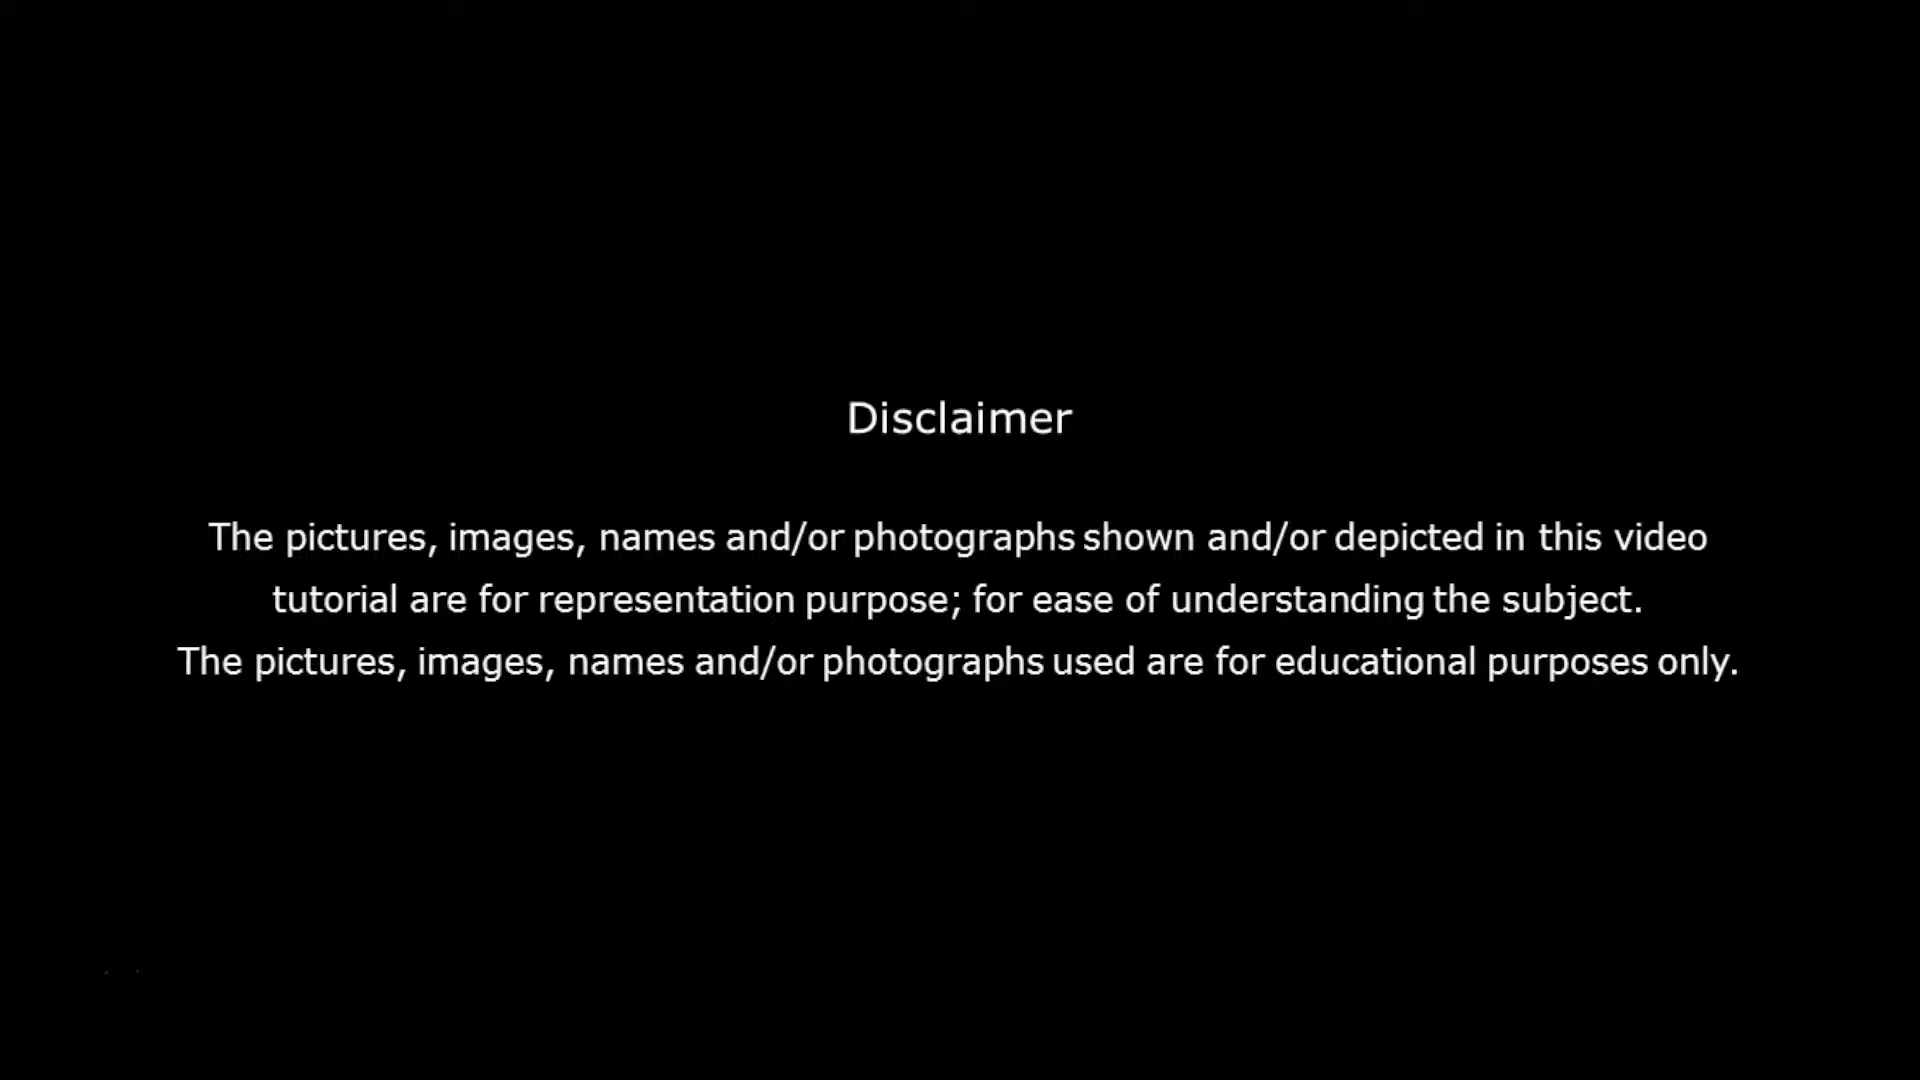 Disclaimer
The pictures, images, names and/or photographs shown and/or depicted in this video
tutorial are for representation purpose; for ease of understanding the subject.
The pictures, images, names and/or photographs used are for educational purposes only.